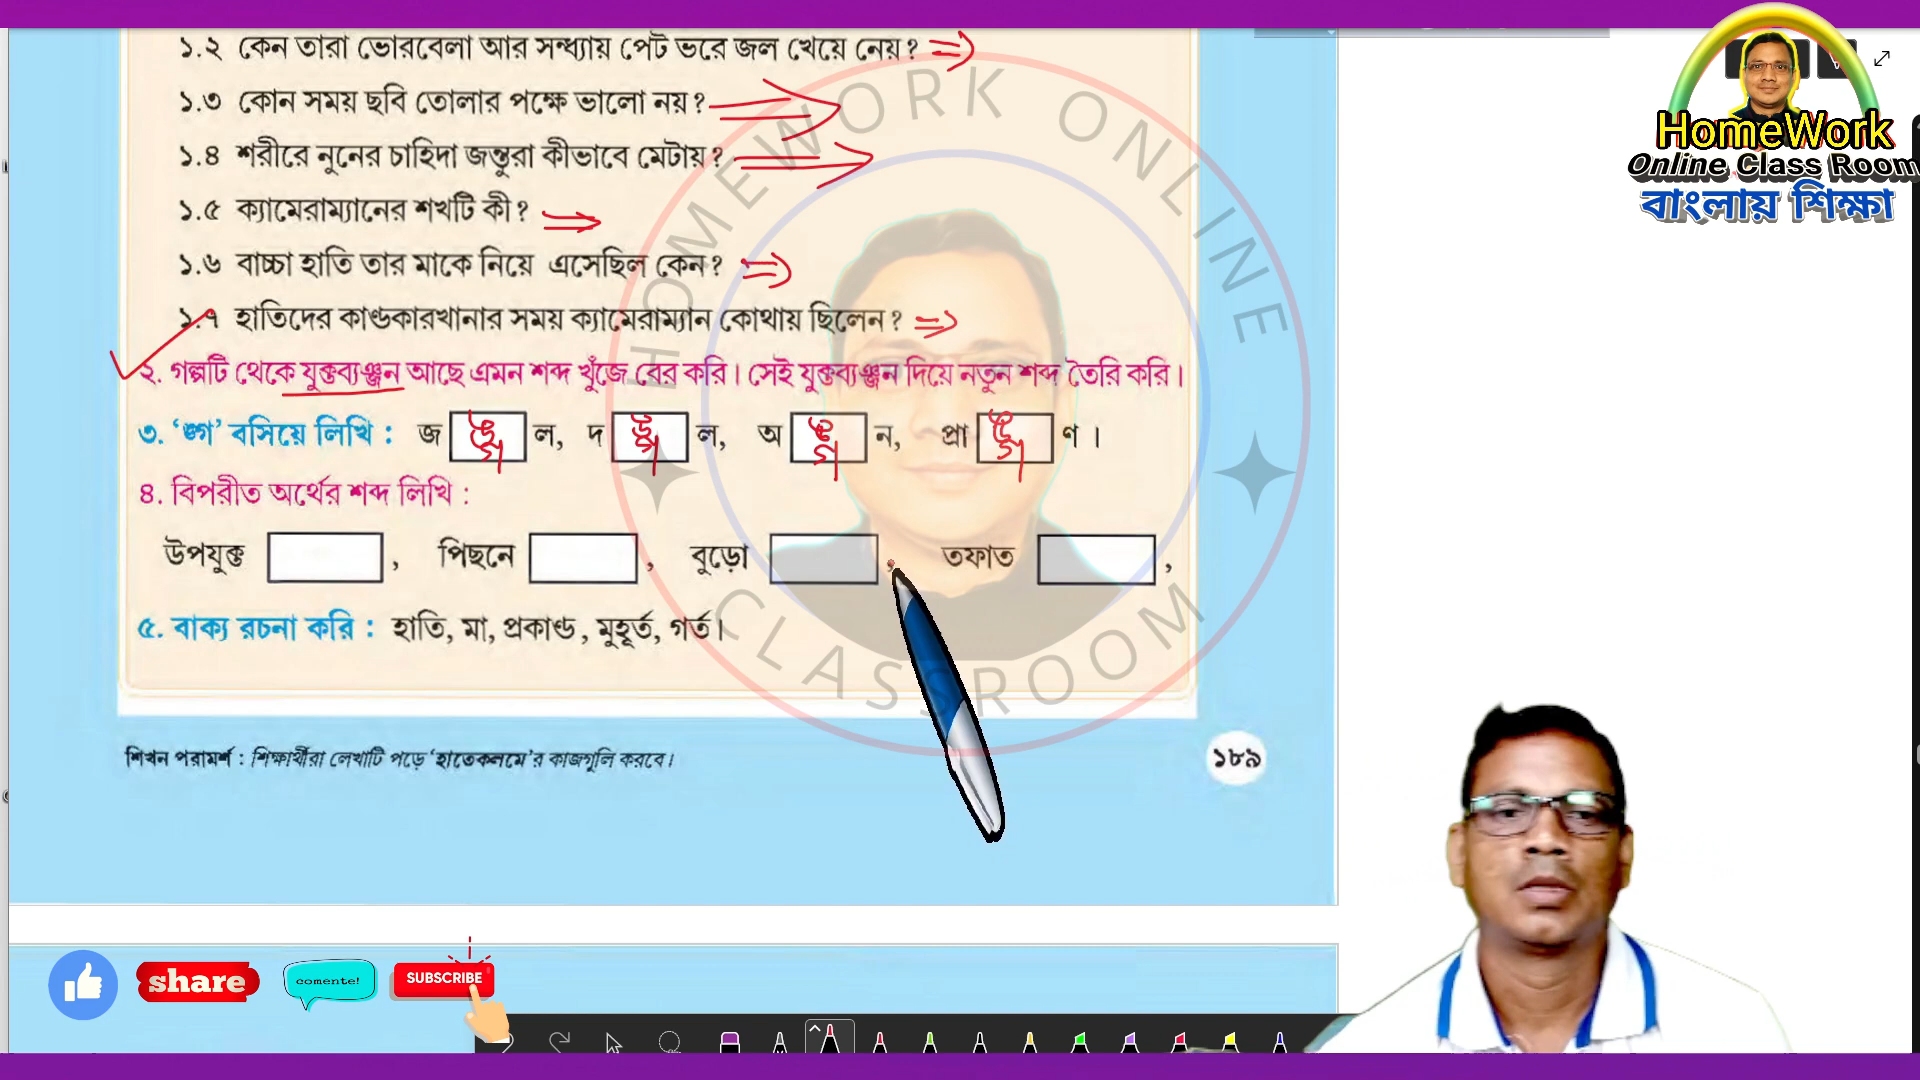 ১.২ কেন তারা ভোরবেলা আর সন্ধ্যায় পেট ভরে জল খেয়ে নেয়?
১.৩ কোন সময় ছবি তোলার পক্ষে ভালো নয়?
১.৪ শরীরে নুনের চাহিদা জন্তুরা কীভাবে মেটায়?
১.৫ ক্যামেরাম্যানের শখটি কী?
১.৬ বাচ্চা হাতি তার মাকে নিয়ে এসেছিল কেন?
১.৭ হাতিদের কাণ্ডকারখানার সময় ক্যামেরাম্যান কোথায় ছিলেন?
২. গল্পটি থেকে যুক্তব্যঞ্জন আছে এমন শব্দ খুঁজে বের করি। সেই যুক্তব্যঞ্জন দিয়ে নতুন শব্দ তৈরি করি।
৩. ‘ঙ্গ’ বসিয়ে লিখি : জ ঙ্গ ল, দ ঙ্গ ল, অ ঙ্গ ন, প্রা ঙ্গ ণ।
৪. বিপরীত অর্থের শব্দ লিখি :
উপযুক্ত , পিছনে , বুড়ো , তফাত ,
৫. বাক্য রচনা করি : হাতি, মা, প্রকাণ্ড, মুহূর্ত, গর্ত।
শিখন পরামর্শ : শিক্ষার্থীরা লেখাটি পড়ে ‘হাতেকলমে’র কাজগুলি করবে।
১৮৯
HOMEWORK ONLINE
CLASSROOM
HomeWork
Online Class Room
বাংলায় শিক্ষা
share
comente!
SUBSCRIBE